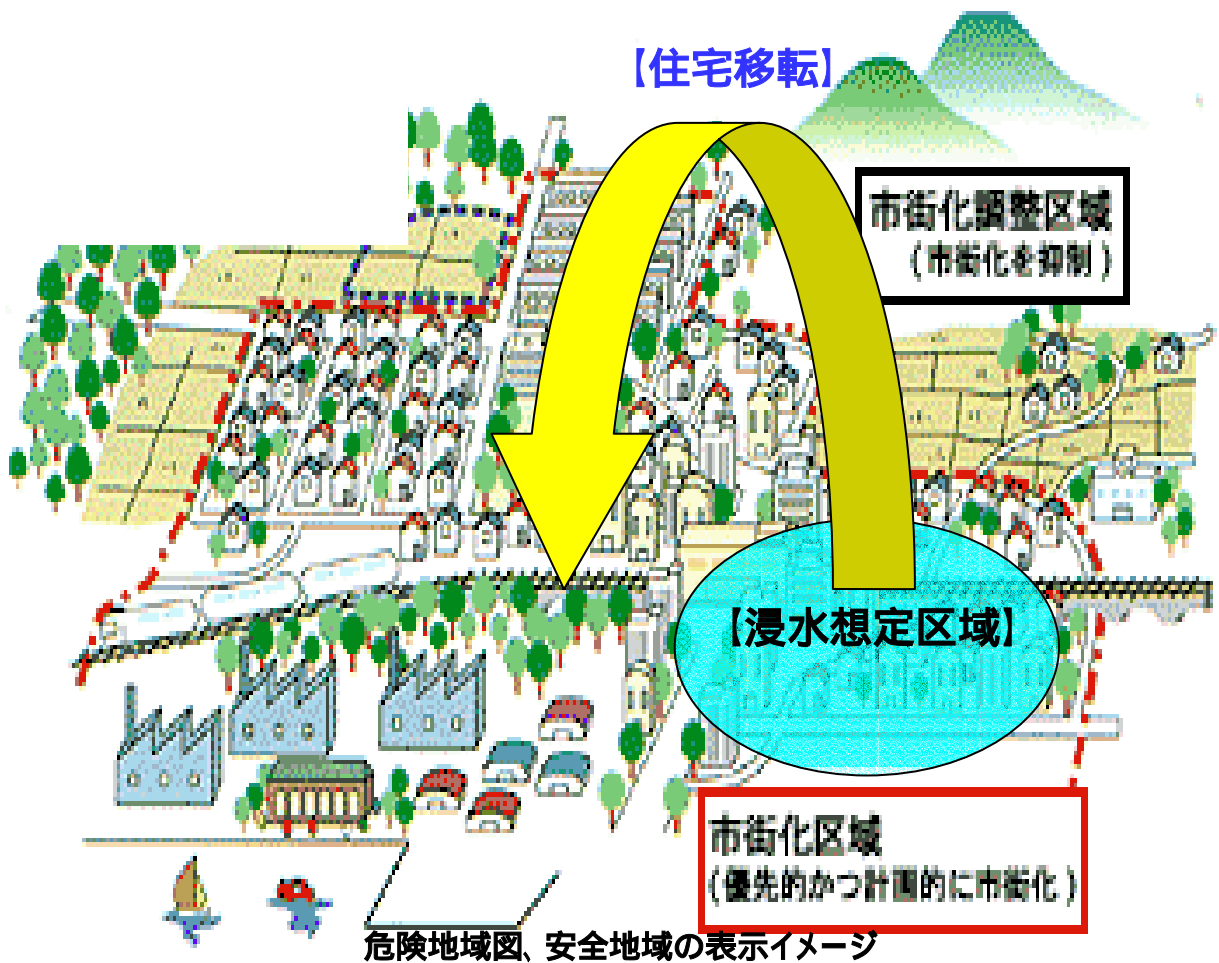 【住宅移転】
市街化調整区域
(市街化を抑制)
【浸水想定区域】
市街化区域
(優先的かつ計画的に市街化)
危険地域図、安全地域の表示イメージ